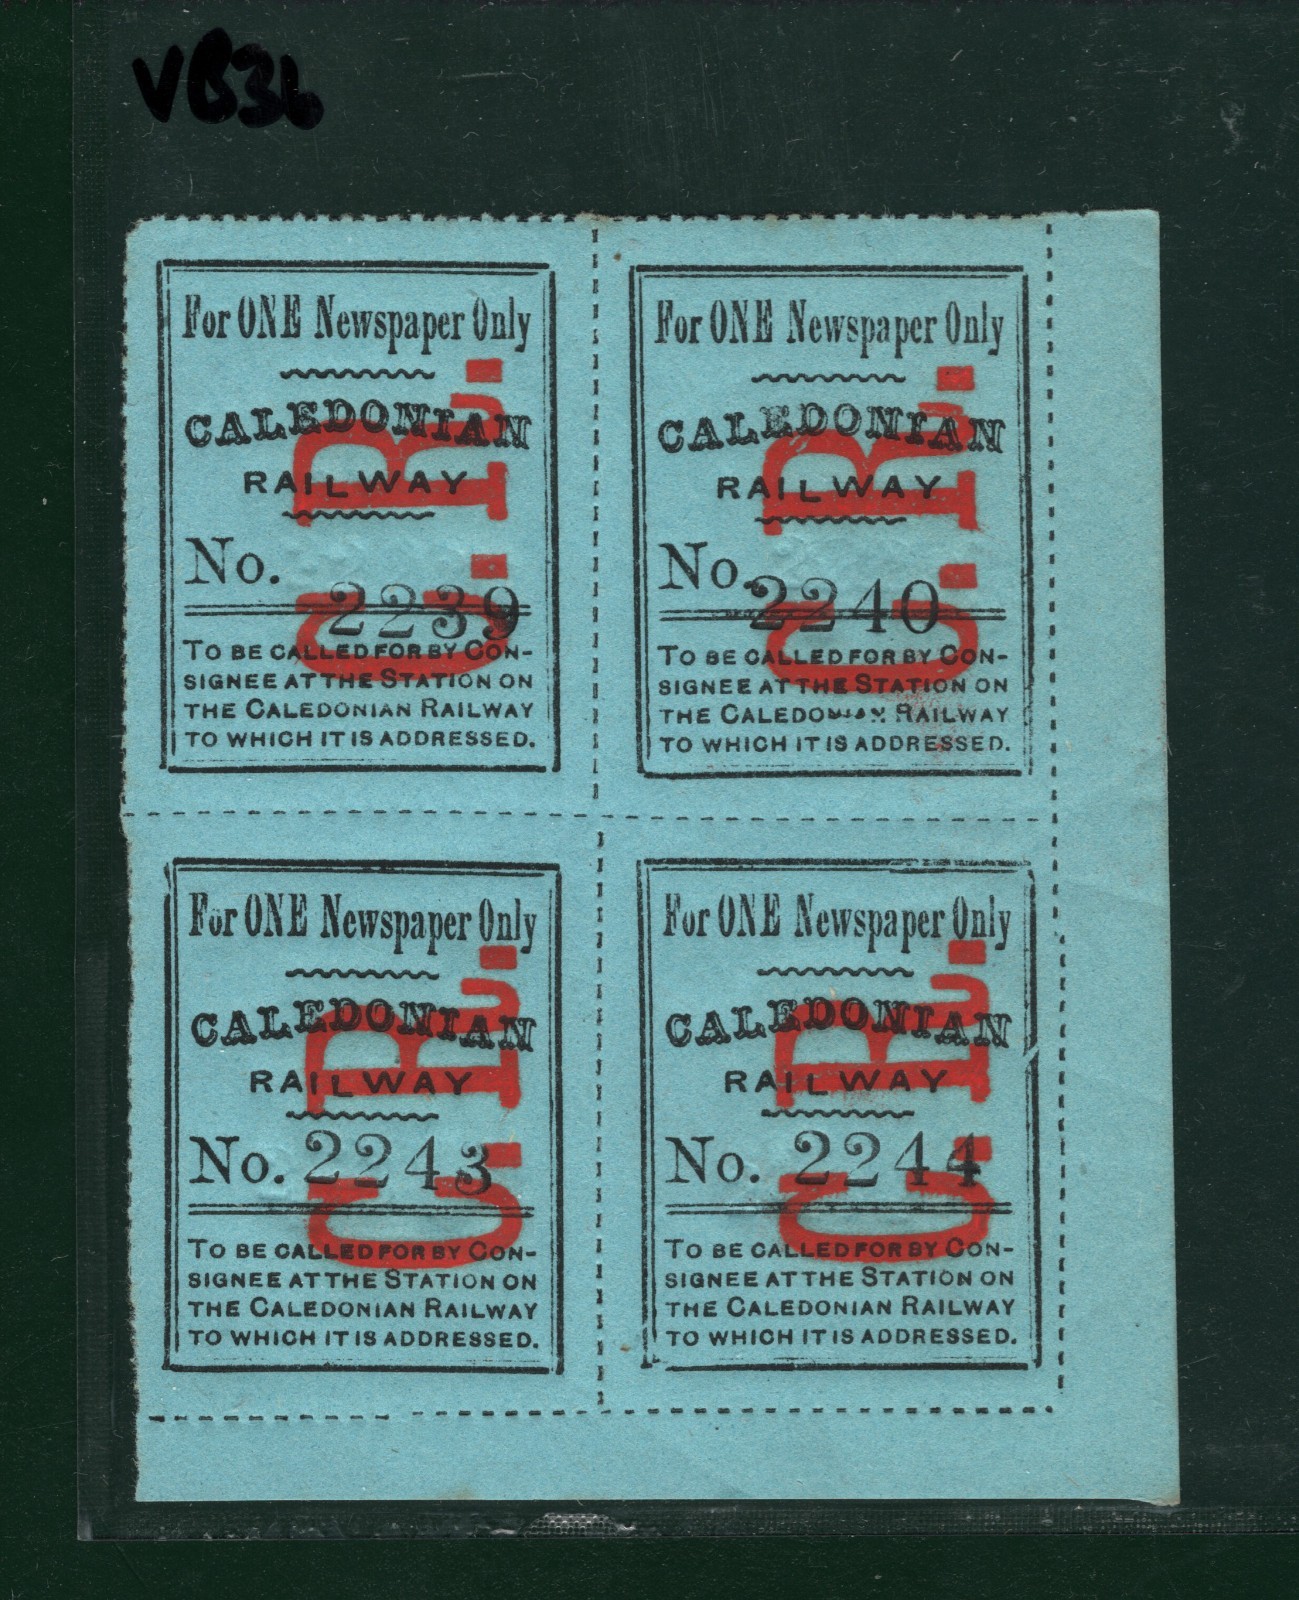 VB36
For ONE Newspaper Only
CALEDONIAN
RAILWAY
No. 2239
TO BE CALLED FOR BY CON-
SIGNEE AT THE STATION ON
THE CALEDONIAN RAILWAY
TO WHICH IT IS ADDRESSED.
C. R.
For ONE Newspaper Only
CALEDONIAN
RAILWAY
No. 2240
TO BE CALLED FOR BY CON-
SIGNEE AT THE STATION ON
THE CALEDONIAN RAILWAY
TO WHICH IT IS ADDRESSED.
C. R.
For ONE Newspaper Only
CALEDONIAN
RAILWAY
No. 2243
TO BE CALLED FOR BY CON-
SIGNEE AT THE STATION ON
THE CALEDONIAN RAILWAY
TO WHICH IT IS ADDRESSED.
C. R.
For ONE Newspaper Only
CALEDONIAN
RAILWAY
No. 2244
TO BE CALLED FOR BY CON-
SIGNEE AT THE STATION ON
THE CALEDONIAN RAILWAY
TO WHICH IT IS ADDRESSED.
C. R.